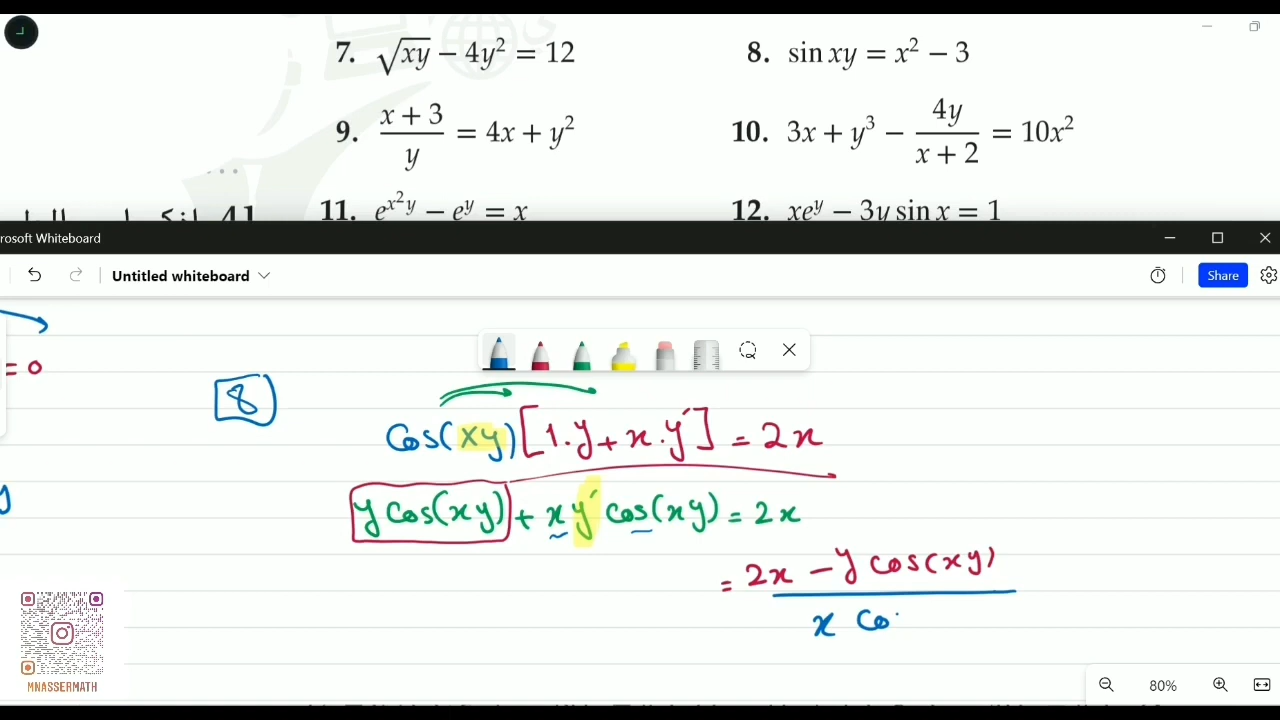 7. √xy − 4y² = 12
8. sin xy = x² − 3
9. (x + 3)/y = 4x + y²
10. 3x + y³ − 4y/(x + 2) = 10x²
11. e^(x²y) − e^y = x
12. xe^y − 3y sin x = 1
rosoft Whiteboard
Untitled whiteboard
Share
= 0
8
Cos(xy)[1.y + x.y′] = 2x
y
y Cos(xy) + x y′ cos(xy) = 2x
= 2x − y cos(xy)
x Co
MNASSERMATH
80%